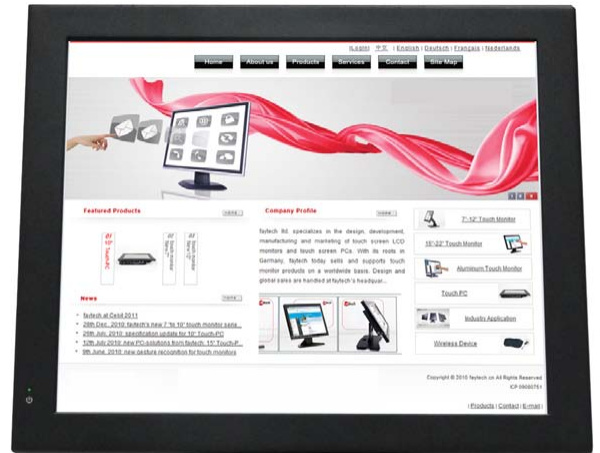 |Login| 中文 | English | Deutsch | Français | Nederlands
Home About us Products Services Contact Site Map
Featured Products
Company Profile
7"-12" Touch Monitor
faytech ltd. specializes in the design, development,
manufacturing and marketing of touch screen LCD
monitors and touch screen PCs. With its roots in
Germany, faytech today sells and supports touch
monitor products on a worldwide basis. Design and
global sales are handled at faytech's headquar...
15"-22" Touch Monitor
Aluminum Touch Monitor
Touch PC
Industry Application
Wireless Device
News
faytech at Cebit 2011
28th Dec., 2010: faytech's new 7" to 10" touch monitor serie...
26th July, 2010: specification update for 10" Touch-PC
12th July, 2010: new PC-solutions from faytech, 15" Touch-P...
9th June, 2010: new gesture recognition for touch monitors
Copyright © 2010 faytech.cn All Rights Reserved
ICP 08080751
| Products | Contact | E-mail |